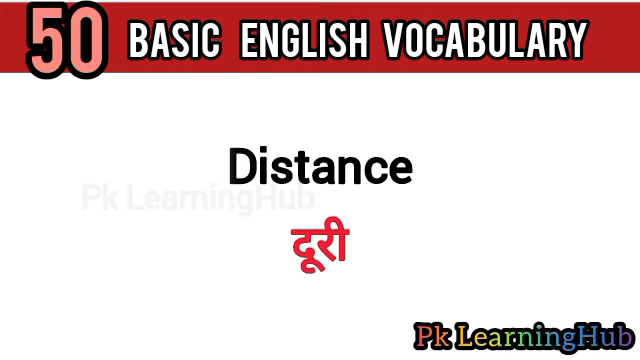 50 BASIC ENGLISH VOCABULARY
Distance
Pk LearningHub
दूरी
Pk LearningHub